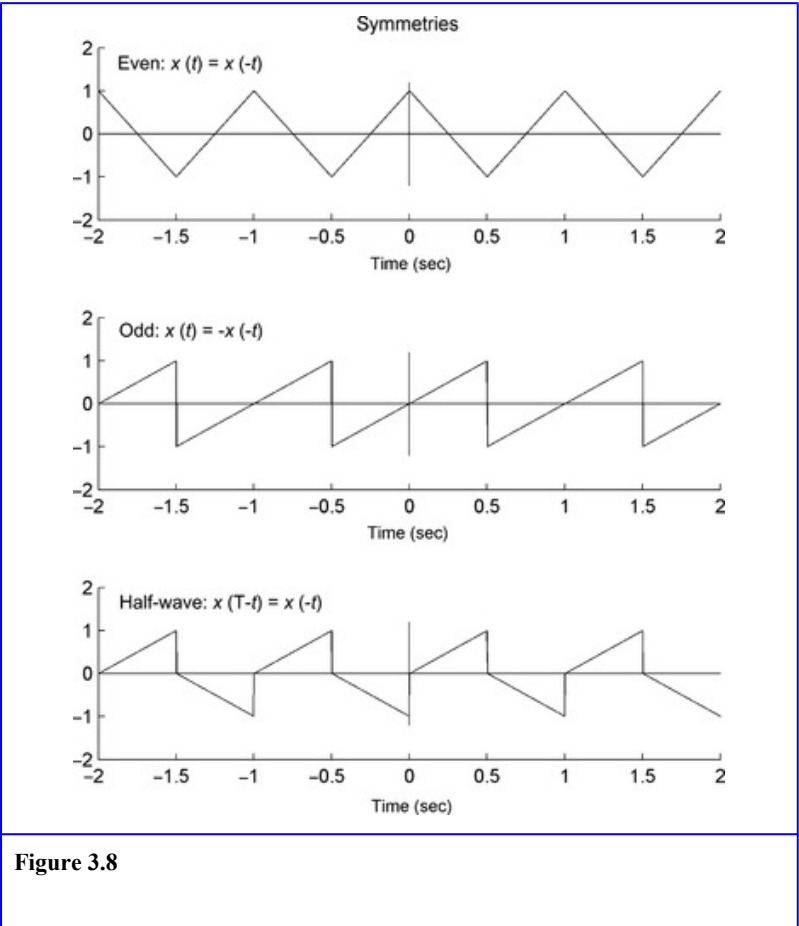 Symmetries
2
Even: x (t) = x (-t)
1
0
–1
–2
–2 –1.5 –1 –0.5 0 0.5 1 1.5 2
Time (sec)
2
Odd: x (t) = -x (-t)
1
0
–1
–2
–2 –1.5 –1 –0.5 0 0.5 1 1.5 2
Time (sec)
2
Half-wave: x (T-t) = x (-t)
1
0
–1
–2
–2 –1.5 –1 –0.5 0 0.5 1 1.5 2
Time (sec)
Figure 3.8